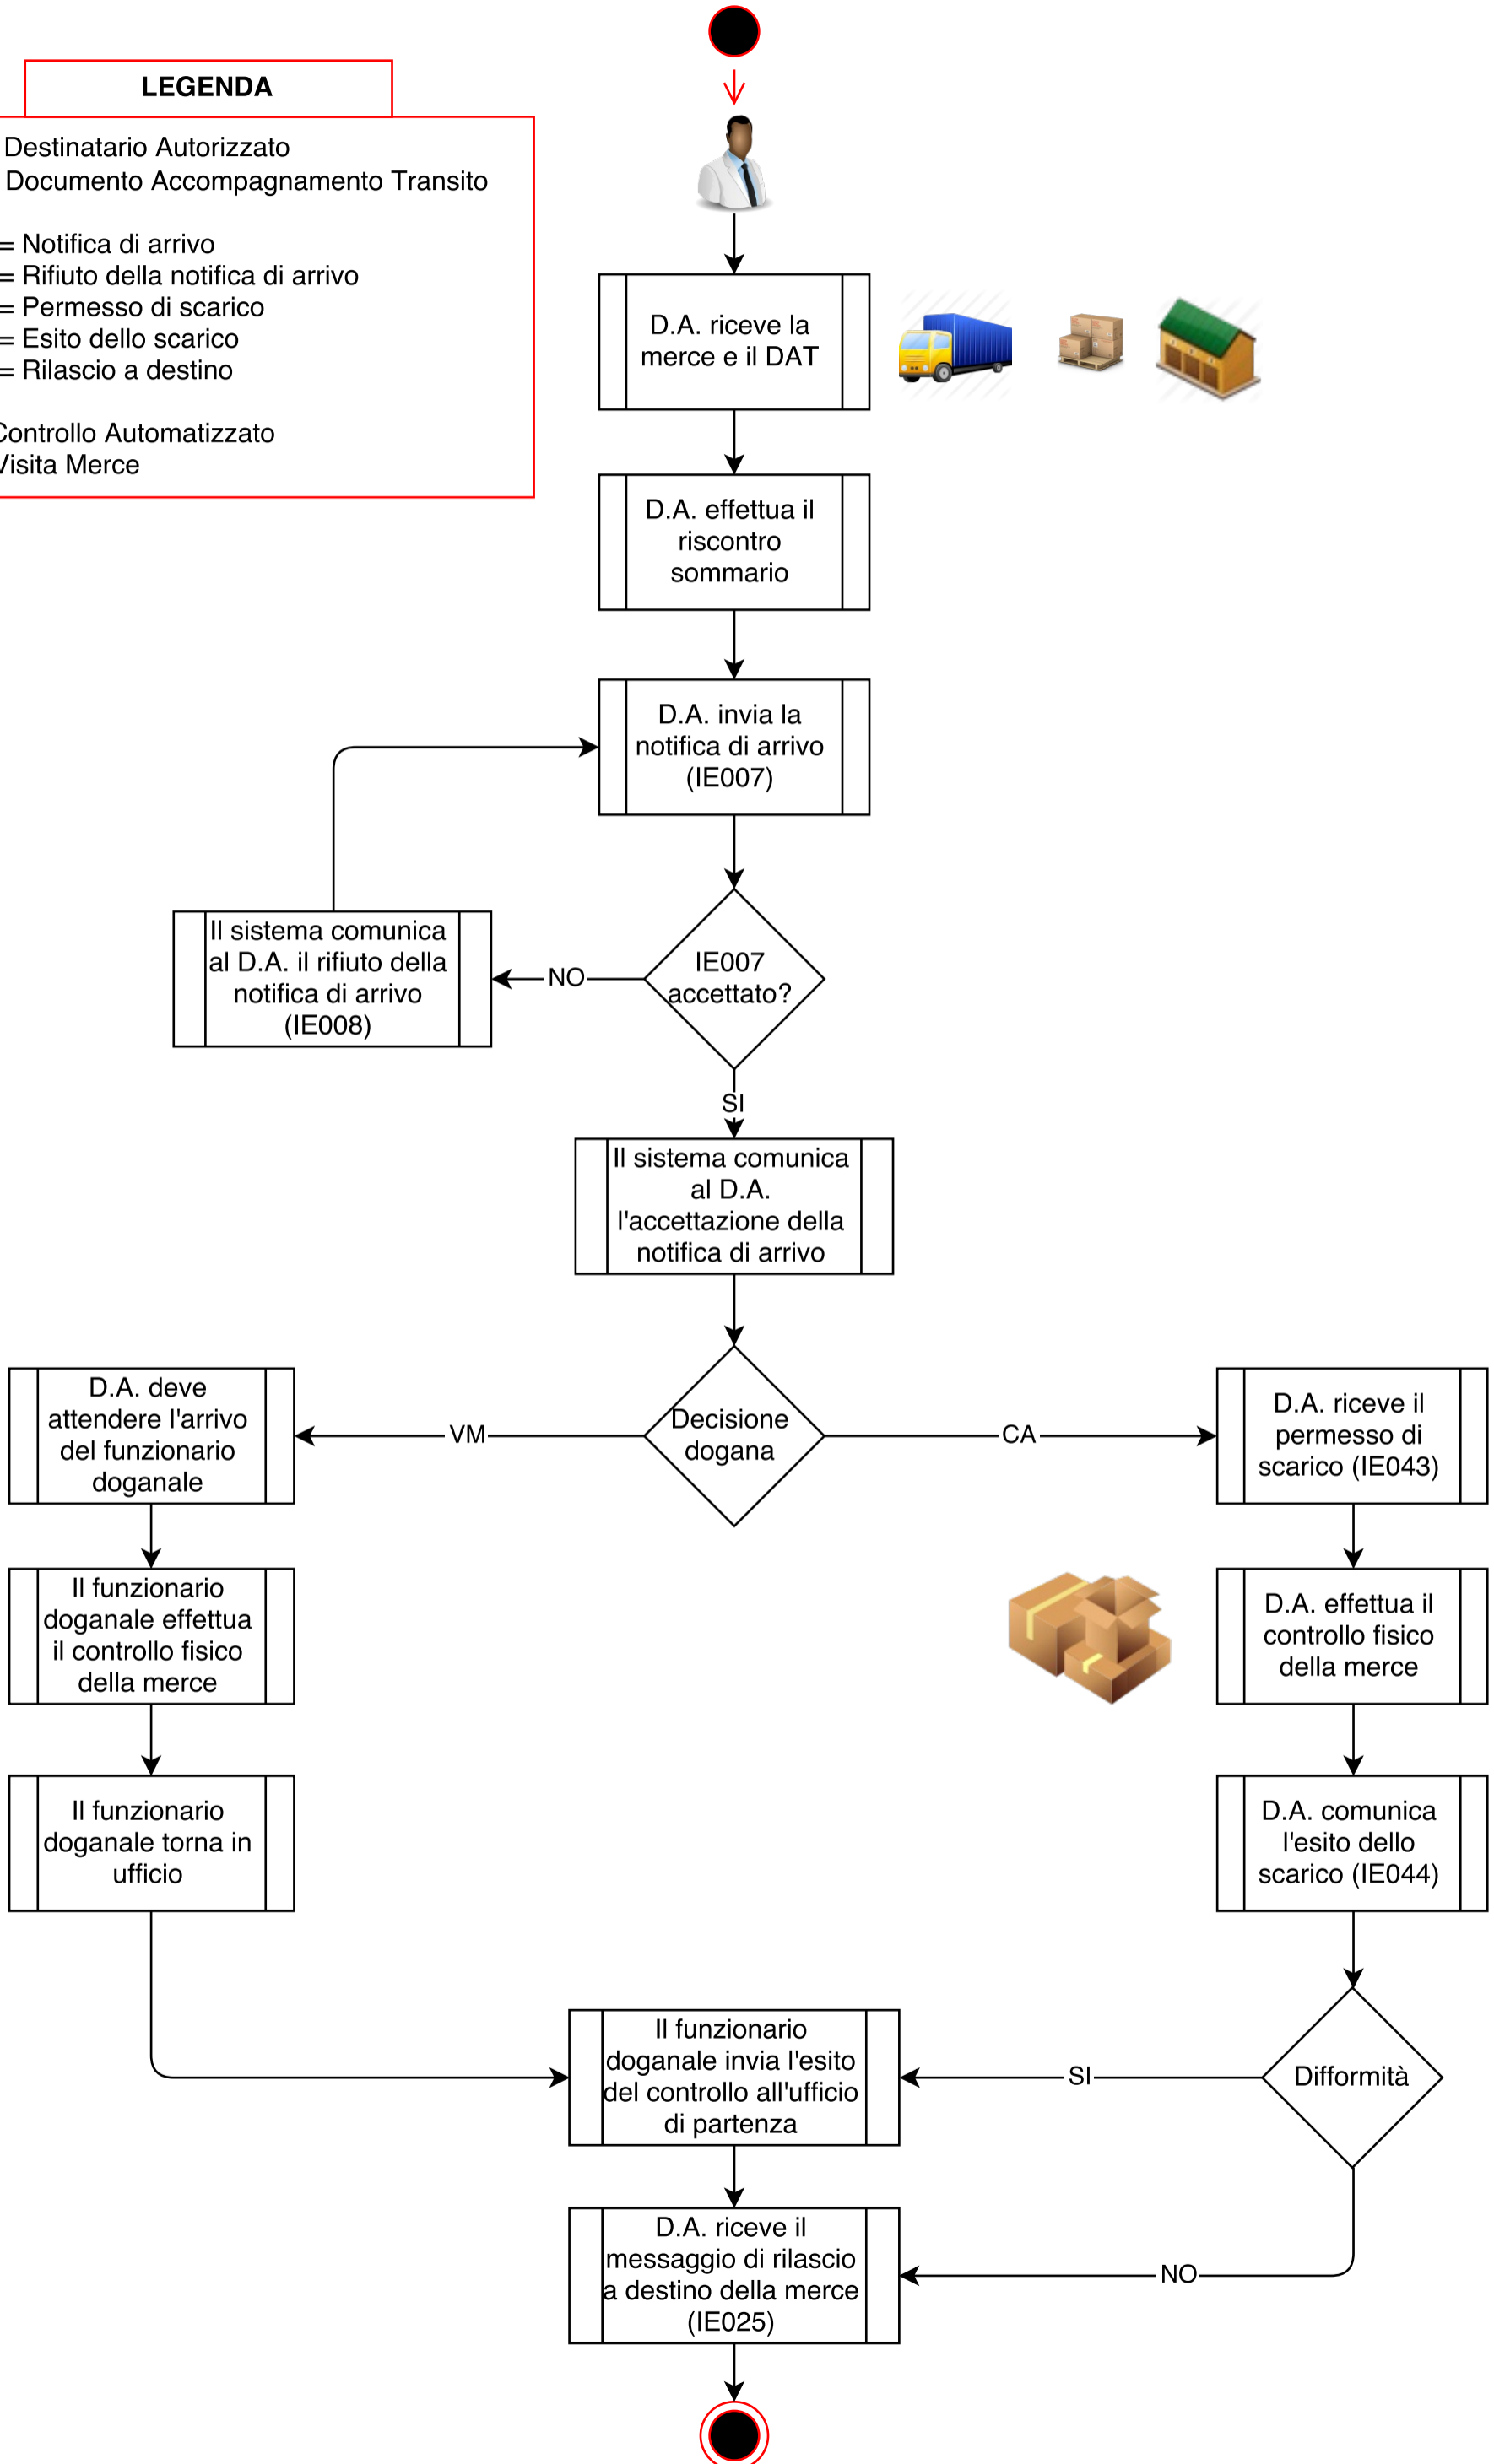 LEGENDA
Destinatario Autorizzato
Documento Accompagnamento Transito
= Notifica di arrivo
= Rifiuto della notifica di arrivo
= Permesso di scarico
= Esito dello scarico
= Rilascio a destino
Controllo Automatizzato
Visita Merce
D.A. riceve la
merce e il DAT
D.A. effettua il
riscontro
sommario
D.A. invia la
notifica di arrivo
(IE007)
IE007
accettato?
NO
Il sistema comunica
al D.A. il rifiuto della
notifica di arrivo
(IE008)
SI
Il sistema comunica
al D.A.
l'accettazione della
notifica di arrivo
Decisione
dogana
VM
D.A. deve
attendere l'arrivo
del funzionario
doganale
Il funzionario
doganale effettua
il controllo fisico
della merce
Il funzionario
doganale torna in
ufficio
CA
D.A. riceve il
permesso di
scarico (IE043)
D.A. effettua il
controllo fisico
della merce
D.A. comunica
l'esito dello
scarico (IE044)
Difformità
SI
Il funzionario
doganale invia l'esito
del controllo all'ufficio
di partenza
NO
D.A. riceve il
messaggio di rilascio
a destino della merce
(IE025)